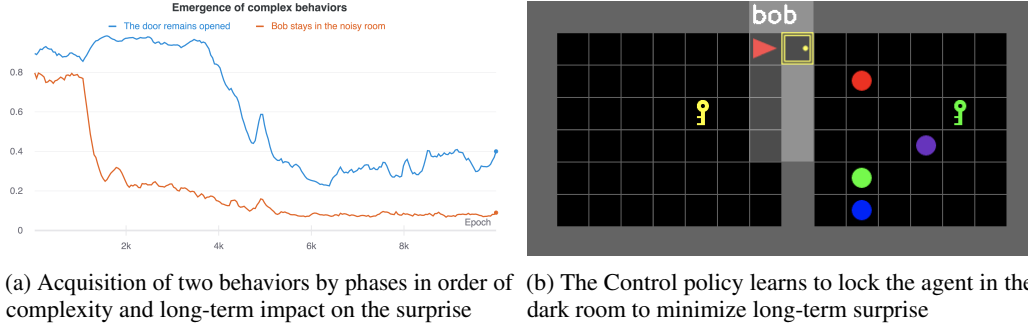 Emergence of complex behaviors
The door remains opened
Bob stays in the noisy room
0.8
0.6
0.4
0.2
0
Epoch
2k
4k
6k
8k
bob
(a) Acquisition of two behaviors by phases in order of
complexity and long-term impact on the surprise
(b) The Control policy learns to lock the agent in the
dark room to minimize long-term surprise